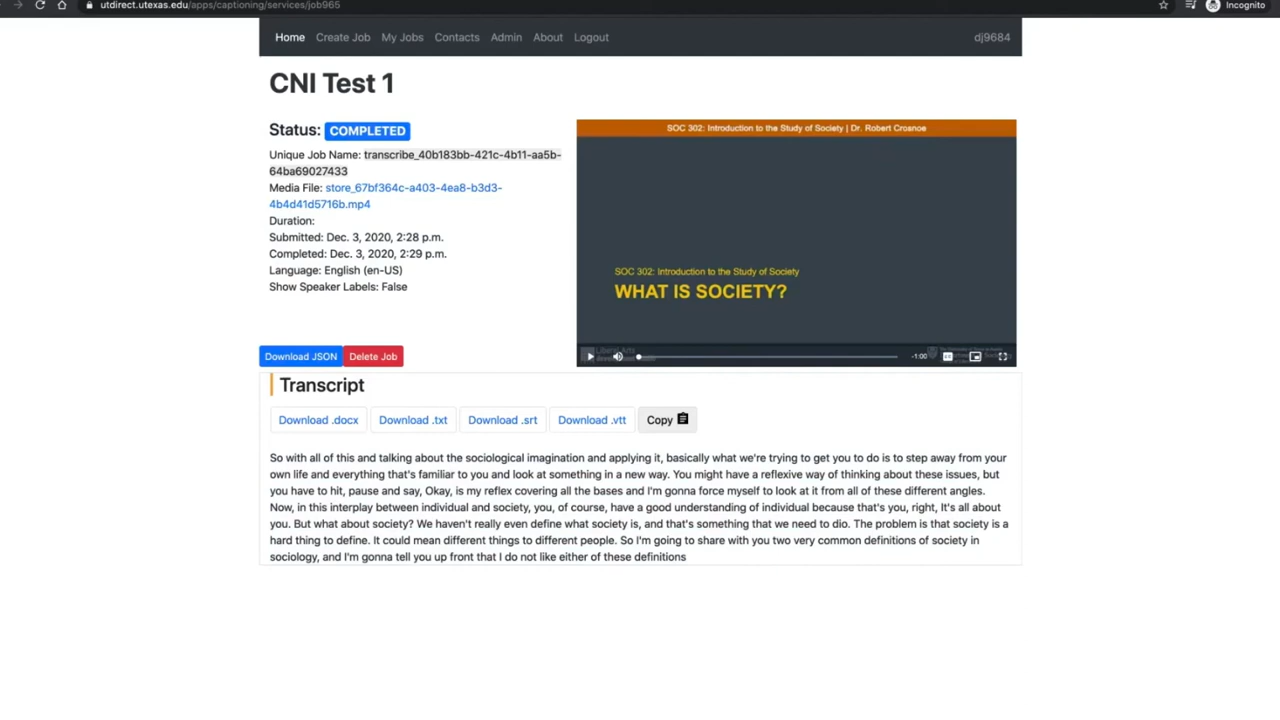 utdirect.utexas.edu/apps/captioning/services/job965
Incognito
Home Create Job My Jobs Contacts Admin About Logout dj9684
CNI Test 1
Status: COMPLETED
Unique Job Name: transcribe_40b183bb-421c-4b11-aa5b-
64ba69027433
Media File: store_67bf364c-a403-4ea8-b3d3-
4b4d41d5716b.mp4
Duration:
Submitted: Dec. 3, 2020, 2:28 p.m.
Completed: Dec. 3, 2020, 2:29 p.m.
Language: English (en-US)
Show Speaker Labels: False
SOC 302: Introduction to the Study of Society | Dr. Robert Crosnoe
SOC 302: Introduction to the Study of Society
WHAT IS SOCIETY?
Liberal Arts
-1:00
Download JSON Delete Job
Transcript
Download .docx Download .txt Download .srt Download .vtt Copy
So with all of this and talking about the sociological imagination and applying it, basically what we're trying to get you to do is to step away from your
own life and everything that's familiar to you and look at something in a new way. You might have a reflexive way of thinking about these issues, but
you have to hit, pause and say, Okay, is my reflex covering all the bases and I'm gonna force myself to look at it from all of these different angles.
Now, in this interplay between individual and society, you, of course, have a good understanding of individual because that's you, right, It's all about
you. But what about society? We haven't really even define what society is, and that's something that we need to dio. The problem is that society is a
hard thing to define. It could mean different things to different people. So I'm going to share with you two very common definitions of society in
sociology, and I'm gonna tell you up front that I do not like either of these definitions